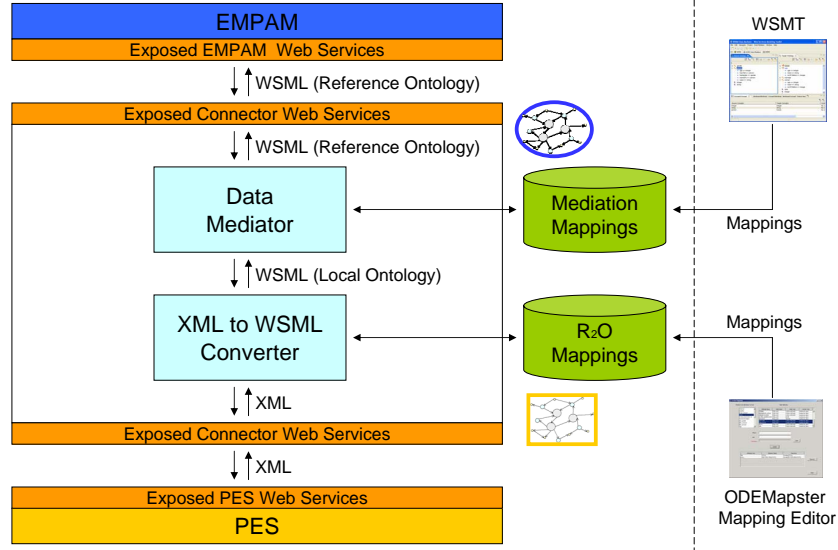 EMPAM
Exposed EMPAM Web Services
WSML (Reference Ontology)
Exposed Connector Web Services
WSML (Reference Ontology)
Data
Mediator
WSML (Local Ontology)
XML to WSML
Converter
XML
Exposed Connector Web Services
XML
Exposed PES Web Services
PES
Mediation
Mappings
R2O
Mappings
WSMT
Mappings
Mappings
ODEMapster
Mapping Editor